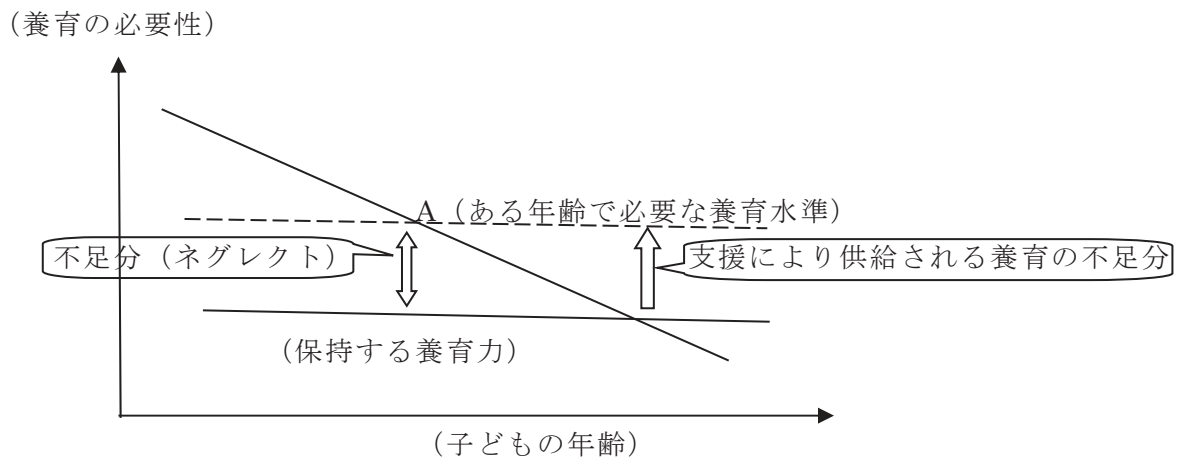 （養育の必要性）
A（ある年齢で必要な養育水準）
不足分（ネグレクト）
支援により供給される養育の不足分
（保持する養育力）
（子どもの年齢）